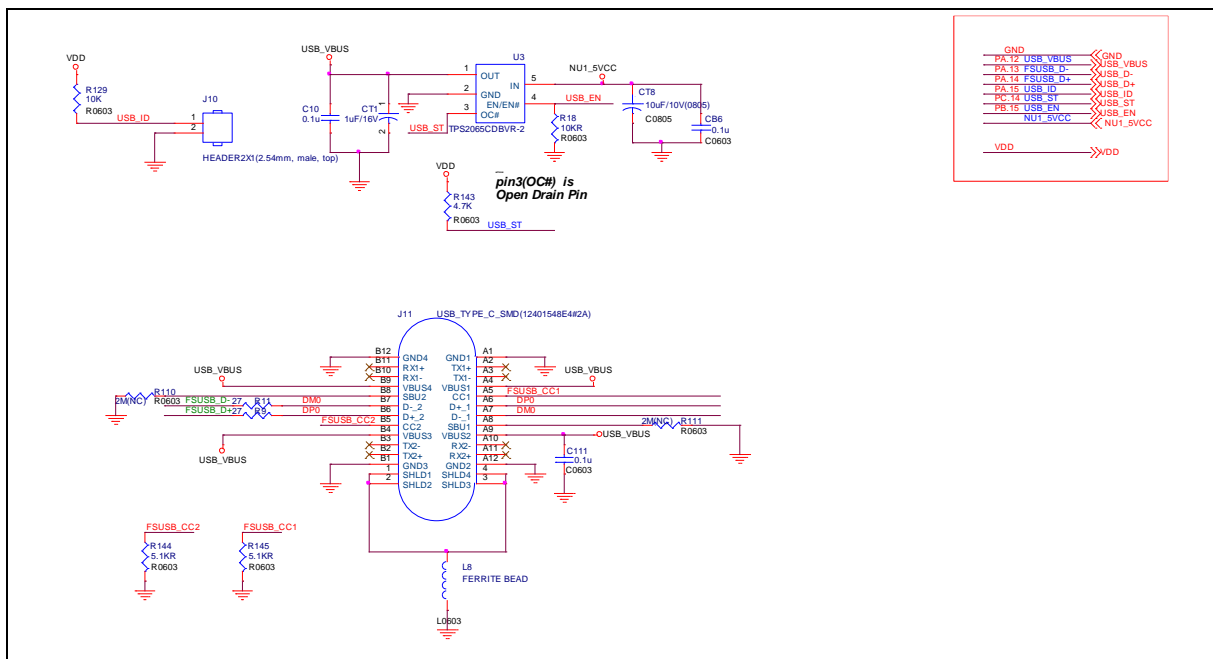 VDD
R129
10K
R0603
USB_ID
J10
1
2
HEADER2X1(2.54mm, male, top)
USB_VBUS
C10
0.1u
CT1
1uF/16V
1
2
U3
1
2
3
OUT
GND
EN/EN#
OC#
IN
5
4
TPS2065CDBVR-2
USB_ST
NU1_5VCC
USB_EN
R18
10KR
R0603
CT8
10uF/10V(0805)
C0805
CB6
0.1u
C0603
VDD
R143
4.7K
R0603
USB_ST
pin3(OC#) is
Open Drain Pin
GND GND
PA.12 USB_VBUS USB_VBUS
PA.13 FSUSB_D- USB_D-
PA.14 FSUSB_D+ USB_D+
PA.15 USB_ID USB_ID
PC.14 USB_ST USB_ST
PB.15 USB_EN USB_EN
NU1_5VCC NU1_5VCC
VDD VDD
J11 USB_TYPE_C_SMD(12401548E4#2A)
B12 GND4 GND1 A1
B11 RX1+ TX1+ A2
B10 RX1- TX1- A3
B9 VBUS4 VBUS1 A4
B8 SBU2 CC1 A5
B7 D-_2 D+_1 A6
B6 D+_2 D-_1 A7
B5 CC2 SBU1 A8
B4 VBUS3 VBUS2 A9
B3 TX2- RX2- A10
B2 TX2+ RX2+ A11
B1 GND3 GND2 A12
1 SHLD1 SHLD4 4
2 SHLD2 SHLD3 3
USB_VBUS
R110
2M(NC) R0603
FSUSB_D- 27 R11 DM0
FSUSB_D+ 27 R9 DP0
FSUSB_CC2
USB_VBUS
USB_VBUS
FSUSB_CC1
DP0
DM0
2M(NC) R111
R0603
USB_VBUS
C111
0.1u
C0603
FSUSB_CC2
R144
5.1KR
R0603
FSUSB_CC1
R145
5.1KR
R0603
L8
FERRITE BEAD
L0603